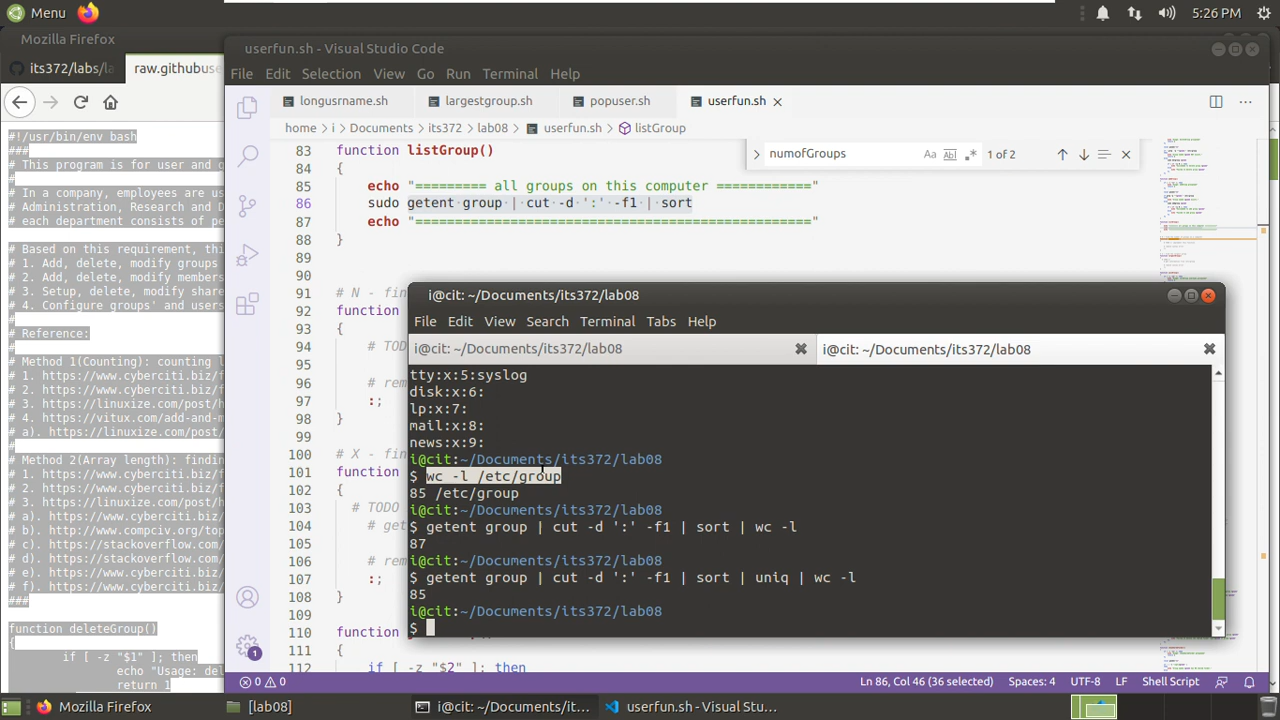 Menu
5:26 PM
Mozilla Firefox
its372/labs/la
raw.githubuse
#!/usr/bin/env bash
###
# This program is for user and g
#
# In a company, employees are us
# Administration, Research and D
# each department consists of pe
#
# Based on this requirement, thi
# 1. Add, delete, modify groups
# 2. Add, delete, modify members
# 3. Setup, delete, modify share
# 4. Configure groups' and users
#
# Reference:
#
# Method 1(Counting): counting l
# 1. https://www.cyberciti.biz/f
# 2. https://www.cyberciti.biz/f
# 3. https://linuxize.com/post/h
# 4. https://vitux.com/add-and-m
# a). https://linuxize.com/post/
#
# Method 2(Array length): findin
# 1. https://www.cyberciti.biz/f
# 2. https://www.cyberciti.biz/f
# 3. https://linuxize.com/post/h
# a). https://www.cyberciti.biz/
# b). https://www.compciv.org/top
# c). https://stackoverflow.com/
# d). https://stackoverflow.com/
# e). https://www.cyberciti.biz/
# f). https://www.cyberciti.biz/
###
function deleteGroup()
{
if [ -z "$1" ]; then
echo "Usage: del
return 1
userfun.sh - Visual Studio Code
File Edit Selection View Go Run Terminal Help
longusrname.sh largestgroup.sh popuser.sh userfun.sh
home > i > Documents > its372 > lab08 > userfun.sh > listGroup
numofGroups Aa Ab 1 of 2
83 function listGroup()
84 {
85 echo "========= all groups on this computer ============"
86 sudo getent group | cut -d ':' -f1 | sort
87 echo "=================================================="
88 }
89
90
91 # N - fin
92 function
93 {
94 # TOD
95
96 # rem
97 :;
98 }
99
100 # X - fin
101 function
102 {
103 # TODO
104 # get
105
106 # rem
107 :;
108 }
109
110 function
111 {
112 if [ -z "$2" ]; then
1
i@cit: ~/Documents/its372/lab08
File Edit View Search Terminal Tabs Help
i@cit: ~/Documents/its372/lab08
i@cit: ~/Documents/its372/lab08
tty:x:5:syslog
disk:x:6:
lp:x:7:
mail:x:8:
news:x:9:
i@cit:~/Documents/its372/lab08
$ wc -l /etc/group
85 /etc/group
i@cit:~/Documents/its372/lab08
$ getent group | cut -d ':' -f1 | sort | wc -l
87
i@cit:~/Documents/its372/lab08
$ getent group | cut -d ':' -f1 | sort | uniq | wc -l
85
i@cit:~/Documents/its372/lab08
$
0 0
Ln 86, Col 46 (36 selected) Spaces: 4 UTF-8 LF Shell Script
Mozilla Firefox
[lab08]
i@cit: ~/Documents/it...
userfun.sh - Visual Stu...